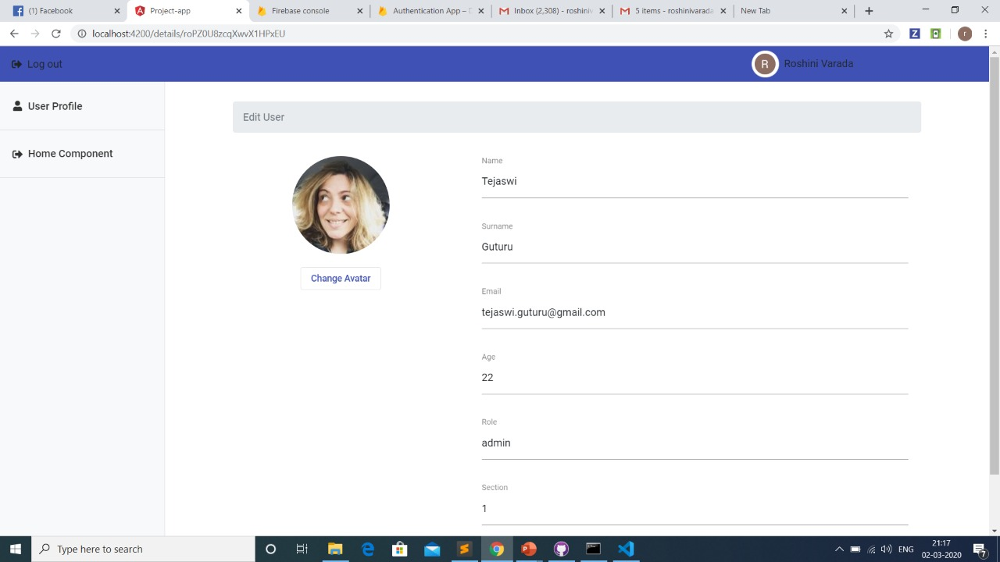 (1) Facebook
Project-app
Firebase console
Authentication App – D
Inbox (2,308) - roshiniv
5 items - roshinivarada
New Tab
localhost:4200/details/roPZ0U8zcqXwvX1HPxEU
Z
r
Log out
R
Roshini Varada
User Profile
Home Component
Edit User
Change Avatar
Name
Tejaswi
Surname
Guturu
Email
tejaswi.guturu@gmail.com
Age
22
Role
admin
Section
1
Type here to search
ENG
21:17
02-03-2020
7